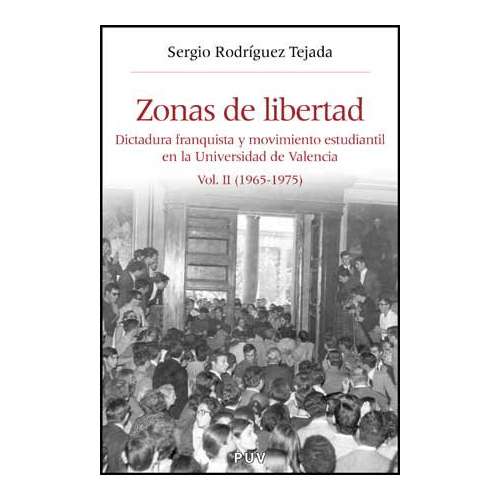 Sergio Rodríguez Tejada
Zonas de libertad
Dictadura franquista y movimiento estudiantil
en la Universidad de Valencia
Vol. II (1965-1975)
PUV